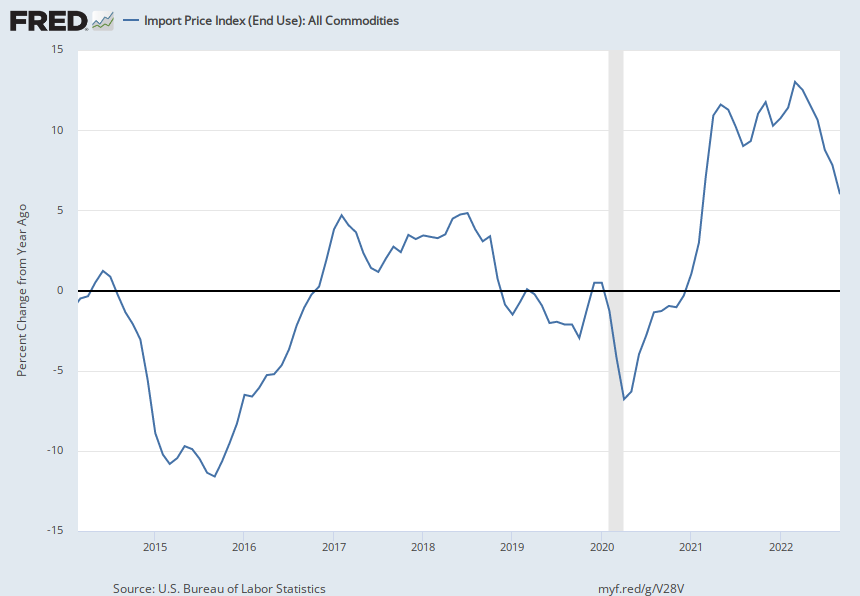 FRED
Import Price Index (End Use): All Commodities
15
10
5
0
-5
-10
-15
Percent Change from Year Ago
2015 2016 2017 2018 2019 2020 2021 2022
Source: U.S. Bureau of Labor Statistics
myf.red/g/V28V